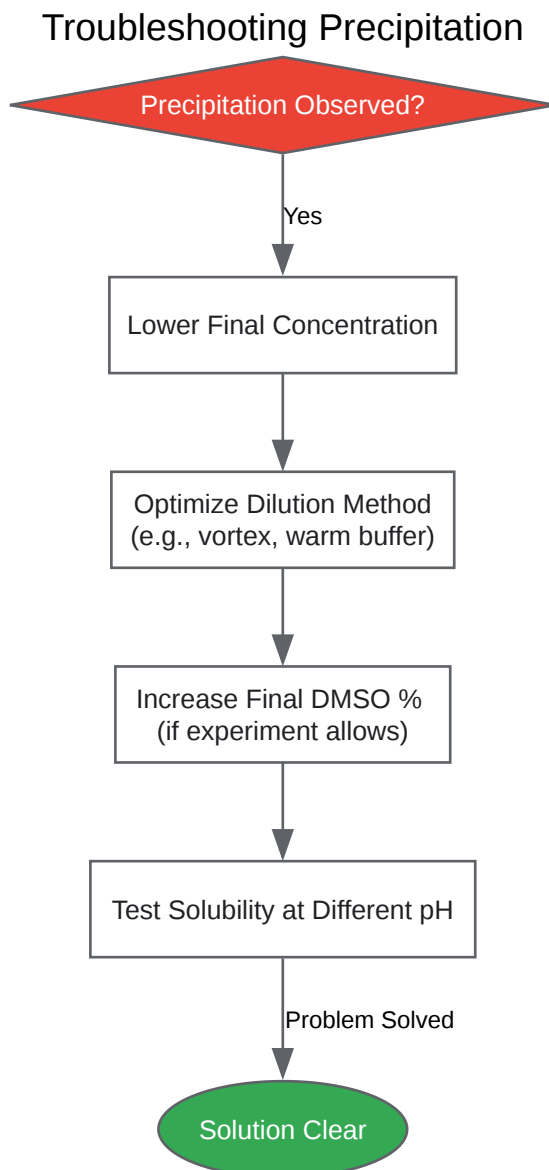 Troubleshooting Precipitation
Precipitation Observed?
Yes
Lower Final Concentration
Optimize Dilution Method
(e.g., vortex, warm buffer)
Increase Final DMSO %
(if experiment allows)
Test Solubility at Different pH
Problem Solved
Solution Clear